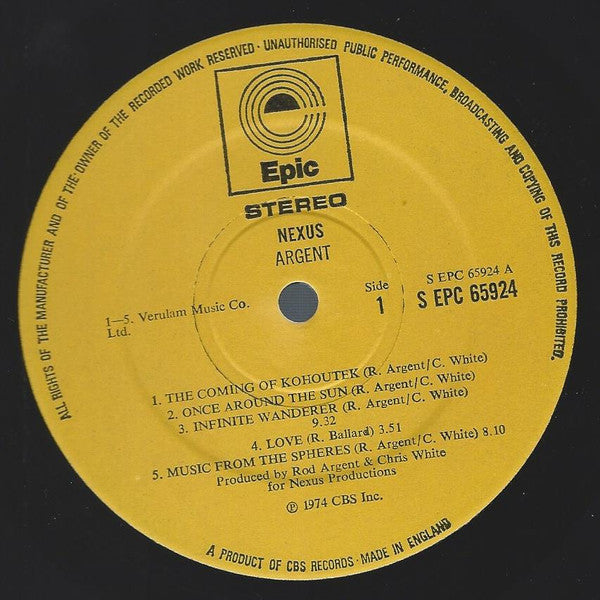 ALL RIGHTS OF THE MANUFACTURER AND OF THE OWNER OF THE RECORDED WORK RESERVED · UNAUTHORISED PUBLIC PERFORMANCE, BROADCASTING AND COPYING OF THIS RECORD PROHIBITED.
Epic
STEREO
NEXUS
ARGENT
1—5. Verulam Music Co.
Ltd.
Side
1
S EPC 65924 A
S EPC 65924
1. THE COMING OF KOHOUTEK (R. Argent/C. White)
2. ONCE AROUND THE SUN (R. Argent/C. White)
3. INFINITE WANDERER (R. Argent/C. White)
9.32
4. LOVE (R. Ballard) 3.51
5. MUSIC FROM THE SPHERES (R. Argent/C. White) 8.10
Produced by Rod Argent & Chris White
for Nexus Productions
℗ 1974 CBS Inc.
A PRODUCT OF CBS RECORDS · MADE IN ENGLAND